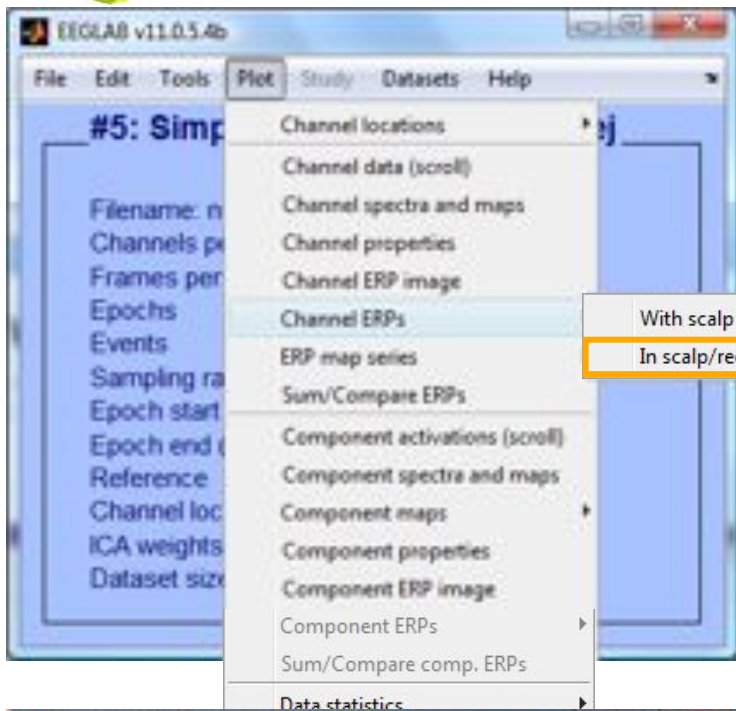 EEGLAB v11.0.5.4b
File Edit Tools Plot Study Datasets Help
#5: Simp
ej
Filename: n
Channels pe
Frames per
Epochs
Events
Sampling ra
Epoch start
Epoch end (
Reference
Channel loc
ICA weights
Dataset size
Channel locations
Channel data (scroll)
Channel spectra and maps
Channel properties
Channel ERP image
Channel ERPs
ERP map series
Sum/Compare ERPs
Component activations (scroll)
Component spectra and maps
Component maps
Component properties
Component ERP image
Component ERPs
Sum/Compare comp. ERPs
Data statistics
With scalp
In scalp/re